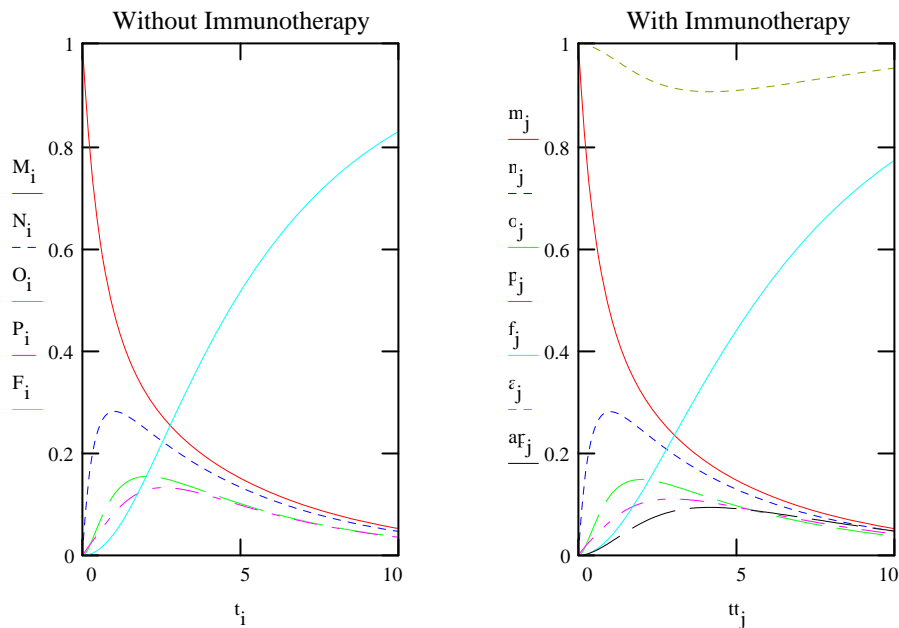 Without Immunotherapy
1
0.8
0.6
0.4
0.2
0
0
5
10
M_i
N_i
O_i
P_i
F_i
t_i
With Immunotherapy
1
0.8
0.6
0.4
0.2
0
0
5
10
m_j
n_j
o_j
p_j
f_j
a_j
ap_j
tt_j